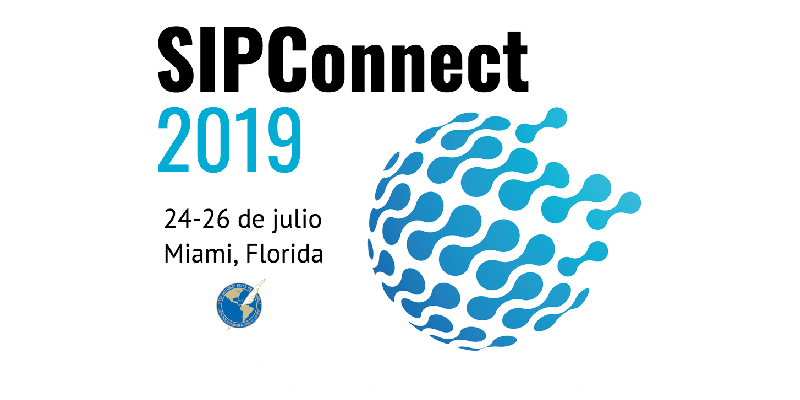 SIPConnect
2019
24-26 de julio
Miami, Florida